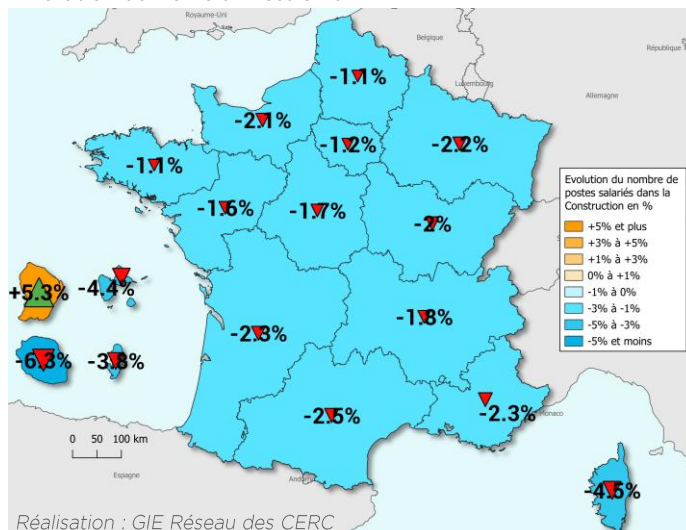 Royaume-Uni
Belgique
République T
Luxembourg
Allemagne
-1.1%
-2.1%
-1.2%
-2.2%
-1.1%
-1.6%
-1.7%
-2%
Evolution du nombre de
postes salariés dans la
Construction en %
+5% et plus
+3% à +5%
+1% à +3%
0% à +1%
-1% à 0%
-3% à -1%
-5% à -3%
-5% et moins
+5.3%
-4.4%
-6.3%
-3.8%
-2.3%
-1.8%
-2.5%
-2.3%
Monaco
0 50 100 km
Espagne
Andorr
-4.5%
Réalisation : GIE Réseau des CERC